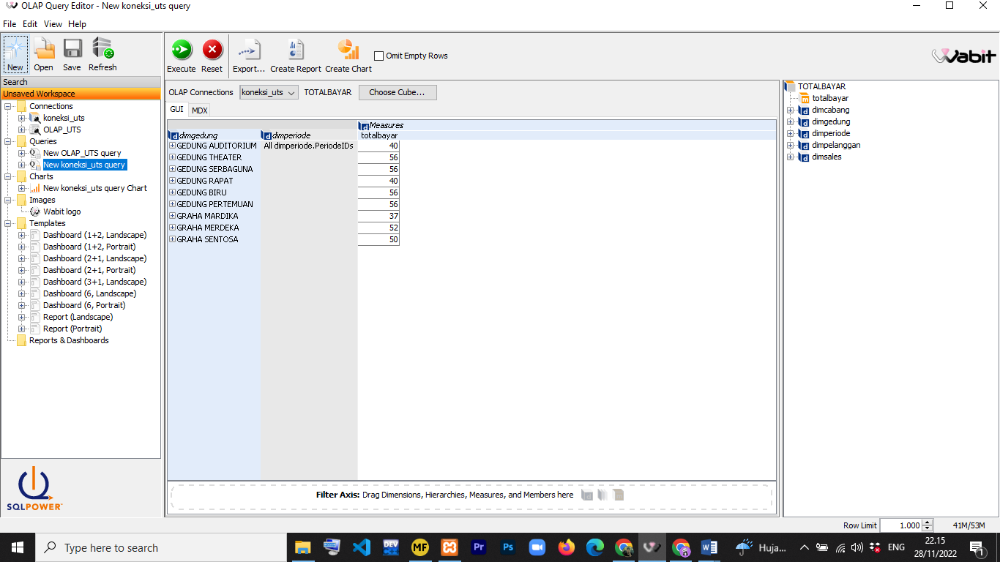 OLAP Query Editor - New koneksi_uts query
File Edit View Help
New Open Save Refresh
Search
Unsaved Workspace
Connections
koneksi_uts
OLAP_UTS
Queries
New OLAP_UTS query
New koneksi_uts query
Charts
New koneksi_uts query Chart
Images
Wabit logo
Templates
Dashboard (1+2, Landscape)
Dashboard (1+2, Portrait)
Dashboard (2+1, Landscape)
Dashboard (2+1, Portrait)
Dashboard (3+1, Landscape)
Dashboard (6, Landscape)
Dashboard (6, Portrait)
Report (Landscape)
Report (Portrait)
Reports & Dashboards
SQLPOWER
Execute Reset Export... Create Report Create Chart Omit Empty Rows
Wabit
OLAP Connections koneksi_uts TOTALBAYAR Choose Cube...
GUI MDX
Measures
dimgedung dimperiode totalbayar
GEDUNG AUDITORIUM All dimperiode.PeriodeIDs 40
GEDUNG THEATER 56
GEDUNG SERBAGUNA 56
GEDUNG RAPAT 40
GEDUNG BIRU 56
GEDUNG PERTEMUAN 56
GRAHA MARDIKA 37
GRAHA MERDEKA 52
GRAHA SENTOSA 50
Filter Axis: Drag Dimensions, Hierarchies, Measures, and Members here
TOTALBAYAR
totalbayar
dimcabang
dimgedung
dimperiode
dimpelanggan
dimsales
Row Limit 1.000 41M/53M
Type here to search
DEV
MF
Pr
Ps
W
Huja...
ENG
22.15
28/11/2022
1